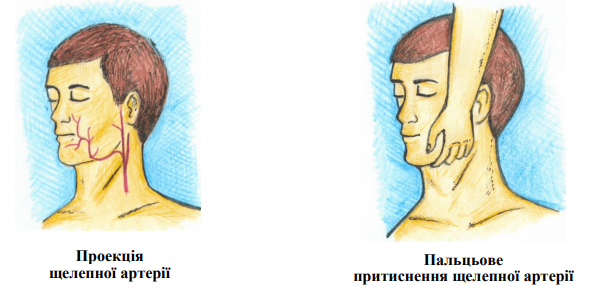 Проекція
щелепної артерії
Пальцьове
притиснення щелепної артерії